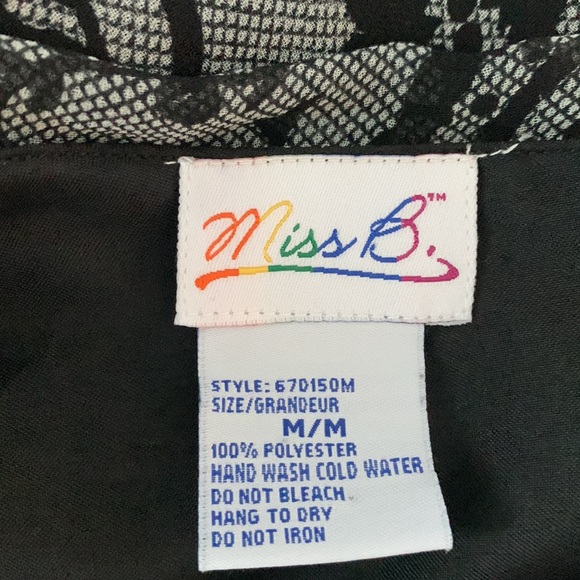 Miss B.™
STYLE: 670150M
SIZE/GRANDEUR
M/M
100% POLYESTER
HAND WASH COLD WATER
DO NOT BLEACH
HANG TO DRY
DO NOT IRON